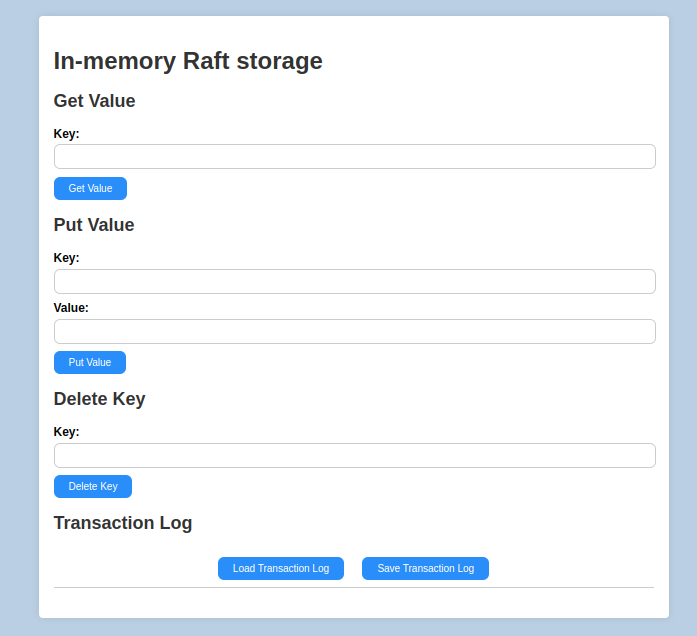 In-memory Raft storage
Get Value
Key:
Get Value
Put Value
Key:
Value:
Put Value
Delete Key
Key:
Delete Key
Transaction Log
Load Transaction Log Save Transaction Log